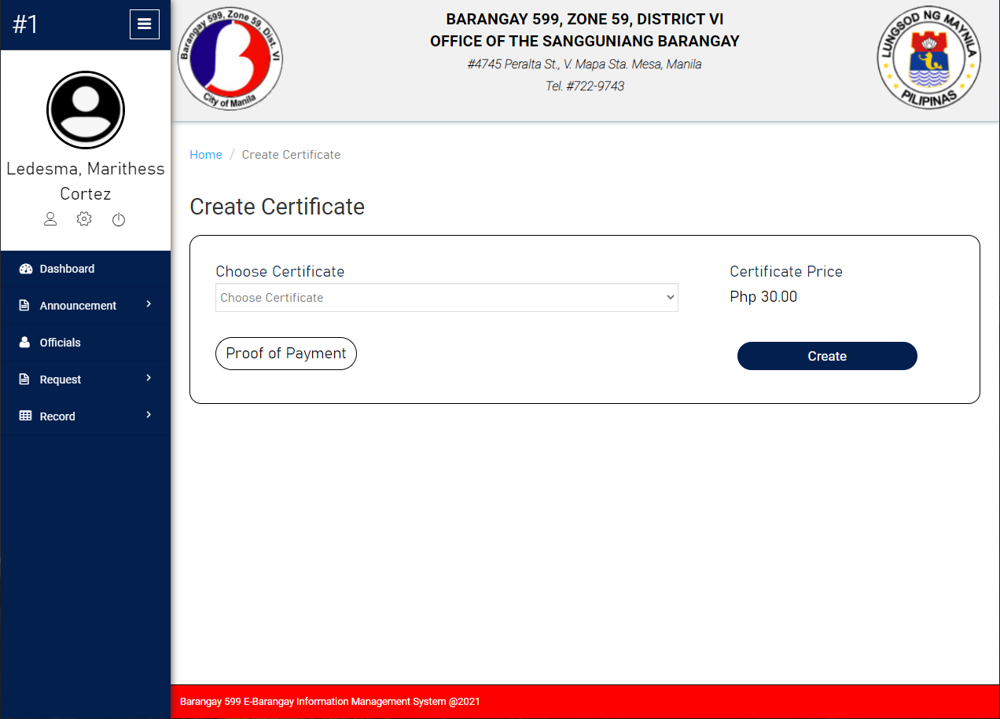 #1
Ledesma, Marithess
Cortez
Dashboard
Announcement
Officials
Request
Record
Barangay 599, Zone 59, Dist. VI
City of Manila
BARANGAY 599, ZONE 59, DISTRICT VI
OFFICE OF THE SANGGUNIANG BARANGAY
#4745 Peralta St., V. Mapa Sta. Mesa, Manila
Tel. #722-9743
LUNGSOD NG MAYNILA
PILIPINAS
Home / Create Certificate
Create Certificate
Choose Certificate
Choose Certificate
Certificate Price
Php 30.00
Proof of Payment
Create
Barangay 599 E-Barangay Information Management System @2021